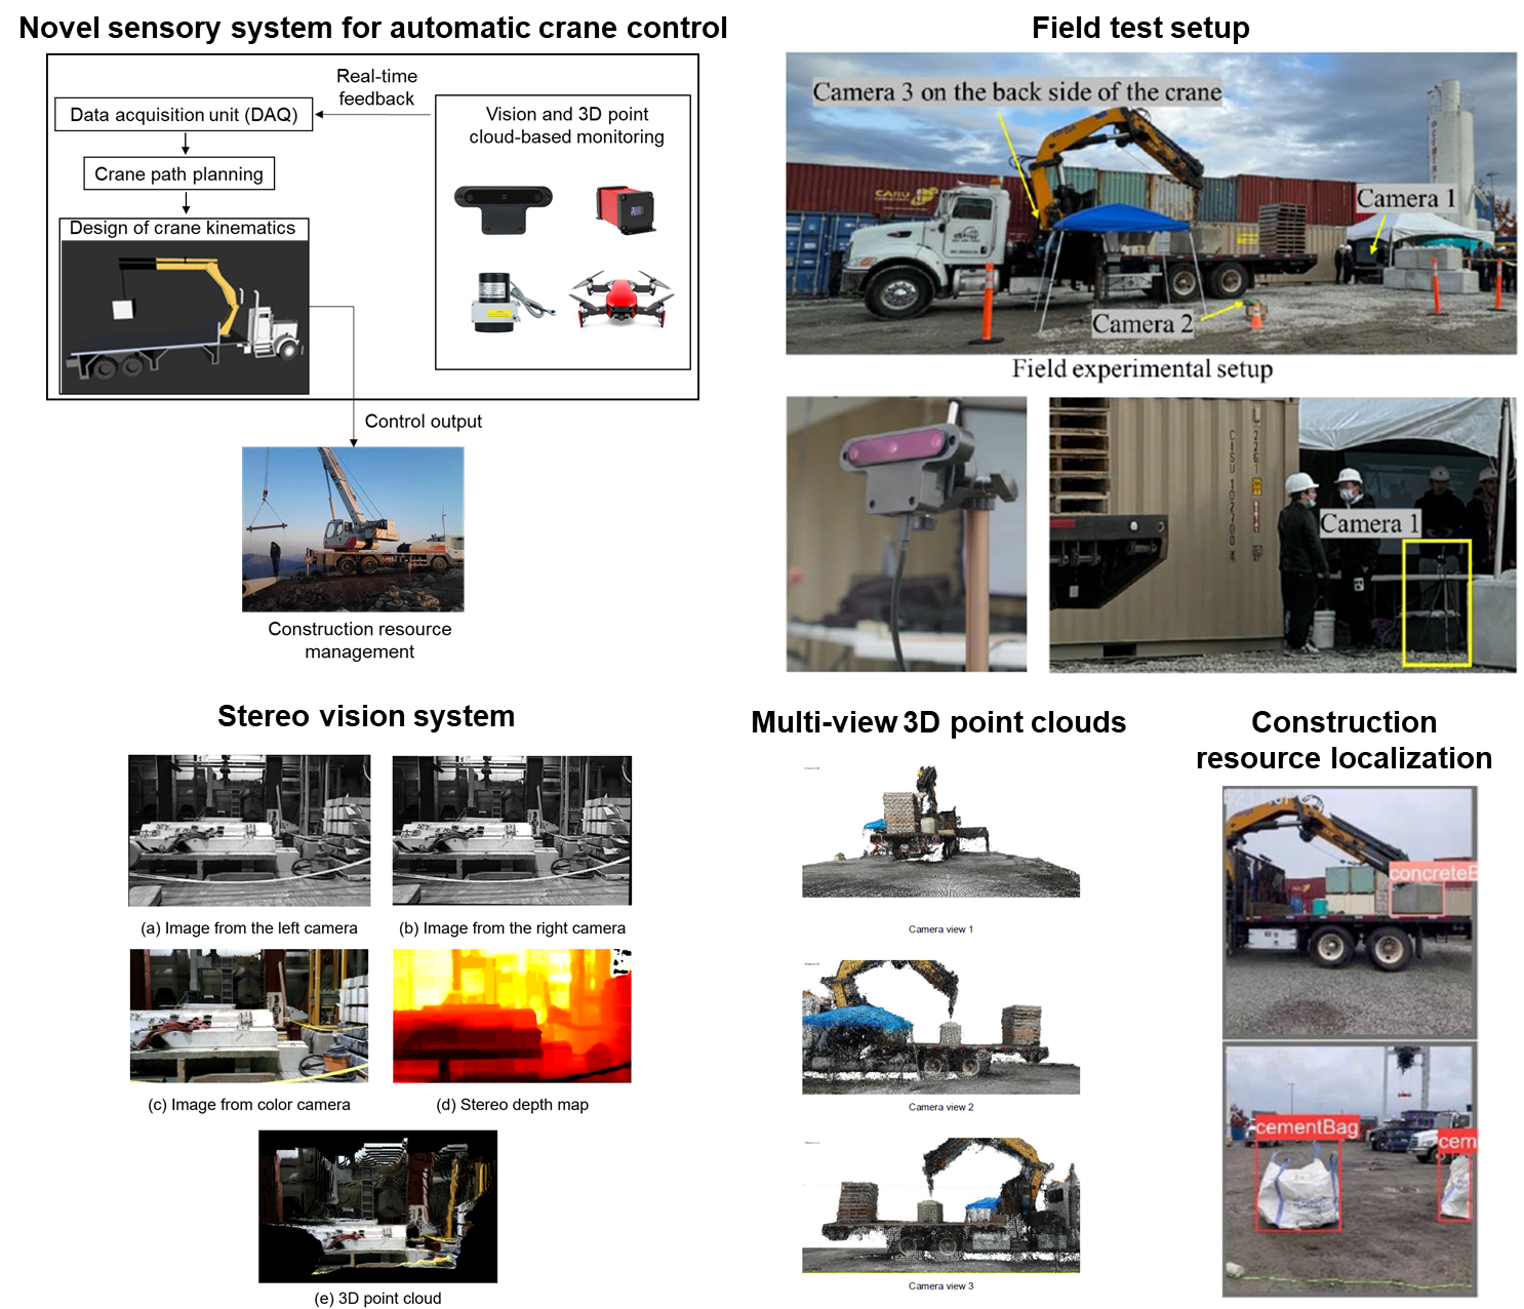 Novel sensory system for automatic crane control
Real-time
feedback
Data acquisition unit (DAQ)
Vision and 3D point
cloud-based monitoring
Crane path planning
Design of crane kinematics
Control output
Construction resource
management
Field test setup
Camera 3 on the back side of the crane
CARU
CEMENT
Camera 1
Camera 2
Field experimental setup
Camera 1
Stereo vision system
(a) Image from the left camera
(b) Image from the right camera
(c) Image from color camera
(d) Stereo depth map
(e) 3D point cloud
Multi-view 3D point clouds
Camera view 1
Camera view 2
Camera view 3
Construction
resource localization
concreteB
cementBag
cem